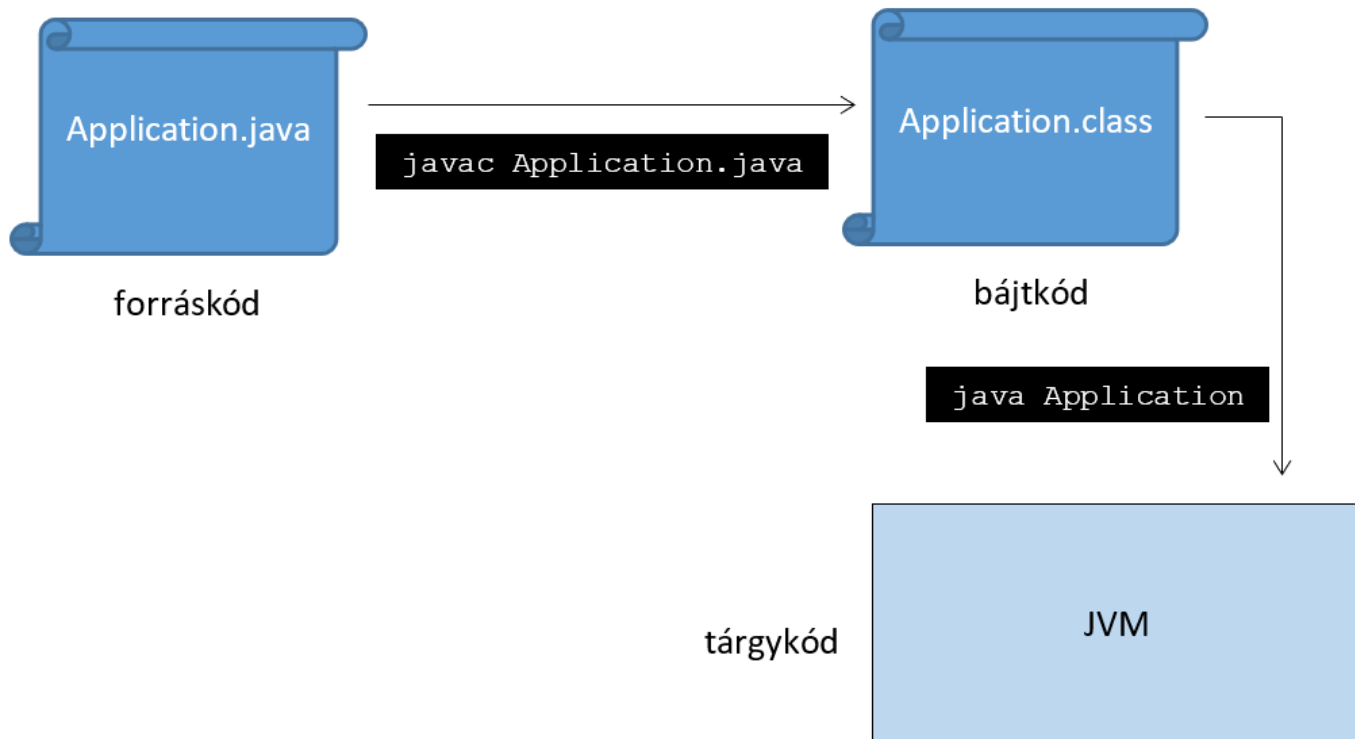 Application.java
javac Application.java
Application.class
forráskód
bájtkód
java Application
tárgykód
JVM